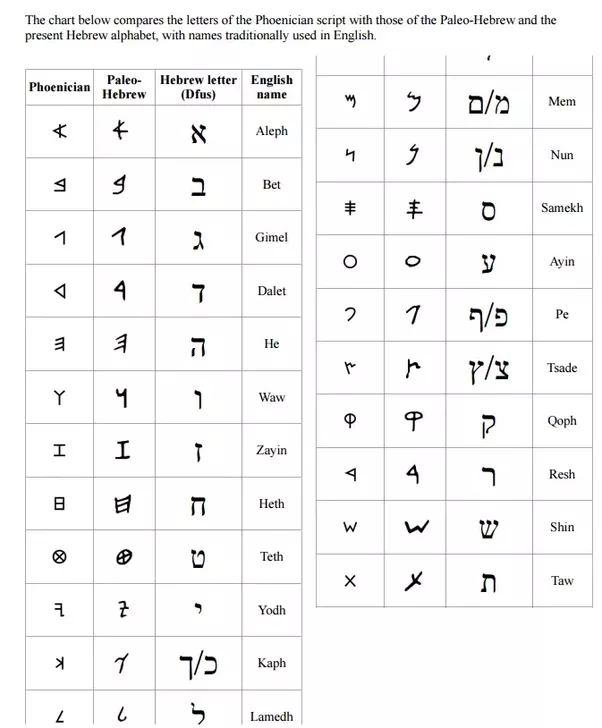 The chart below compares the letters of the Phoenician script with those of the Paleo-Hebrew and the
present Hebrew alphabet, with names traditionally used in English.
Phoenician Paleo-Hebrew Hebrew letter (Dfus) English name
𐤀 𐤀 א Aleph
𐤁 𐤁 ב Bet
𐤂 𐤂 ג Gimel
𐤃 𐤃 ד Dalet
𐤄 𐤄 ה He
𐤅 𐤅 ו Waw
𐤆 𐤆 ז Zayin
𐤇 𐤇 ח Heth
𐤈 𐤈 ט Teth
𐤉 𐤉 י Yodh
𐤊 𐤊 כ/ך Kaph
𐤋 𐤋 ל Lamedh
𐤌 𐤌 מ/ם Mem
𐤍 𐤍 נ/ן Nun
𐤎 𐤎 ס Samekh
𐤏 𐤏 ע Ayin
𐤐 𐤐 פ/ף Pe
𐤑 𐤑 צ/ץ Tsade
𐤒 𐤒 ק Qoph
𐤓 𐤓 ר Resh
𐤔 𐤔 ש Shin
𐤕 𐤕 ת Taw